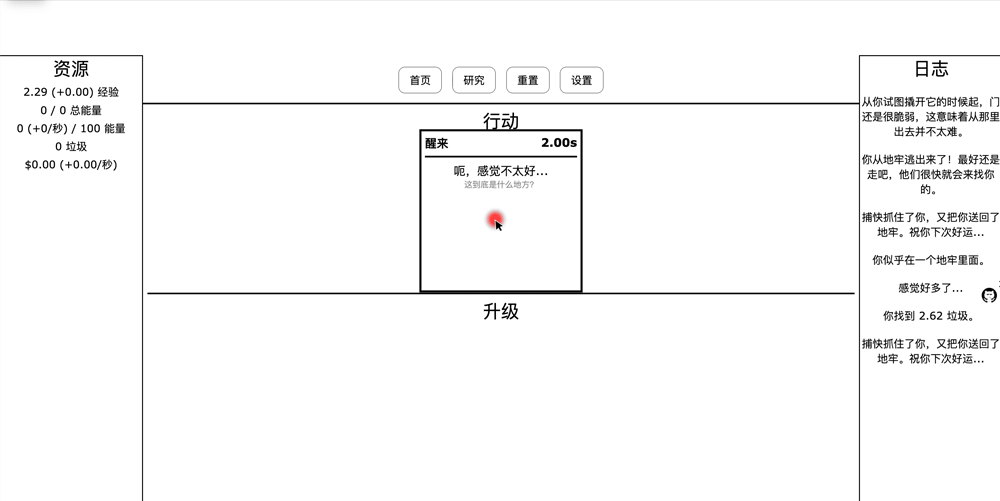 资源
2.29 (+0.00) 经验
0 / 0 总能量
0 (+0/秒) / 100 能量
0 垃圾
$0.00 (+0.00/秒)
首页
研究
重置
设置
行动
醒来
2.00s
呃，感觉不太好...
这到底是什么地方?
升级
日志
从你试图撬开它的时候起，门
还是很脆弱，这意味着从那里
出去并不太难。
你从地牢逃出来了！最好还是
走吧，他们很快就会来找你
的。
捕快抓住了你，又把你送回了
地牢。祝你下次好运...
你似乎在一个地牢里面。
感觉好多了...
你找到 2.62 垃圾。
捕快抓住了你，又把你送回了
地牢。祝你下次好运...